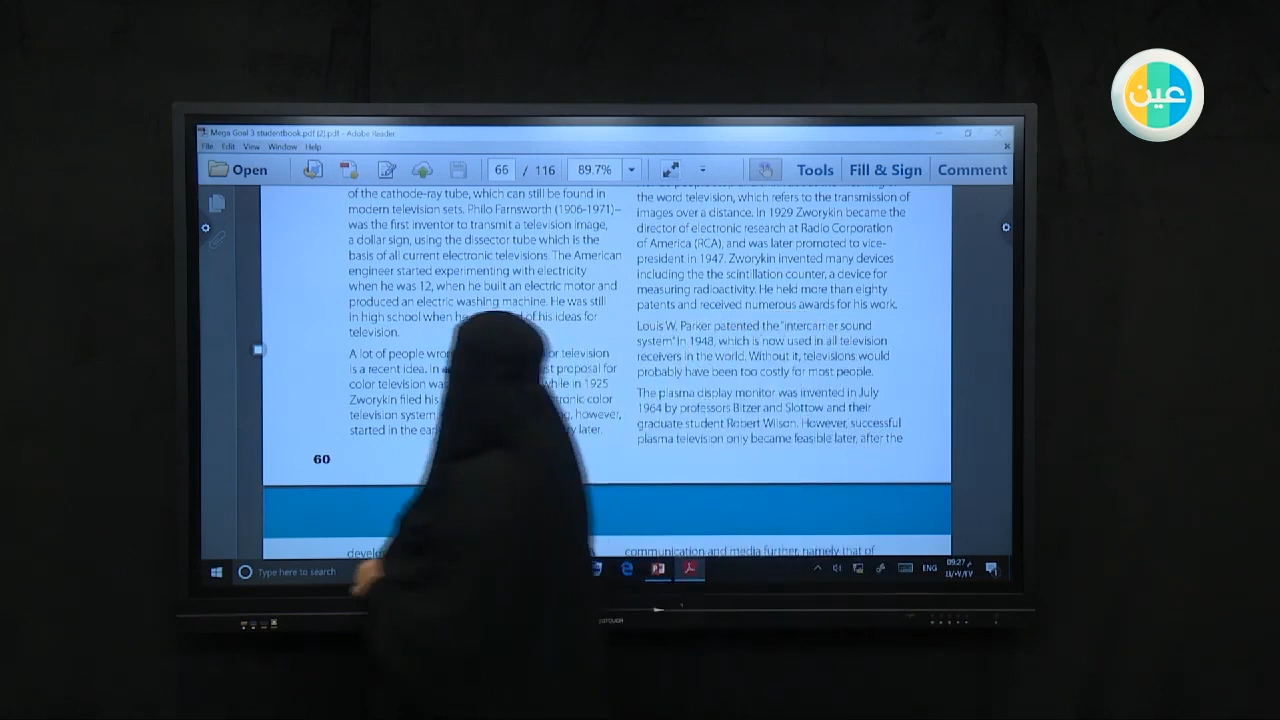 عين
Mega Goal 3 studentbook.pdf (2).pdf - Adobe Reader
File Edit View Window Help
Open 66 / 116 89.7% Tools Fill & Sign Comment
of the cathode-ray tube, which can still be found in
modern television sets. Philo Farnsworth (1906-1971)–
was the first inventor to transmit a television image,
a dollar sign, using the dissector tube which is the
basis of all current electronic televisions. The American
engineer started experimenting with electricity
when he was 12, when he built an electric motor and
produced an electric washing machine. He was still
in high school when he of his ideas for
television.
A lot of people or television
is a recent idea. In proposal for
color television was while in 1925
Zworykin filed his color
television system however,
started in the later.
60
the word television, which refers to the transmission of
images over a distance. In 1929 Zworykin became the
director of electronic research at Radio Corporation
of America (RCA), and was later promoted to vice-
president in 1947. Zworykin invented many devices
including the the scintillation counter, a device for
measuring radioactivity. He held more than eighty
patents and received numerous awards for his work.
Louis W. Parker patented the "intercarrier sound
system" in 1948, which is now used in all television
receivers in the world. Without it, televisions would
probably have been too costly for most people.
The plasma display monitor was invented in July
1964 by professors Bitzer and Slottow and their
graduate student Robert Wilson. However, successful
plasma television only became feasible later, after the
communication and media further, namely that of
Type here to search
ENG
09:27